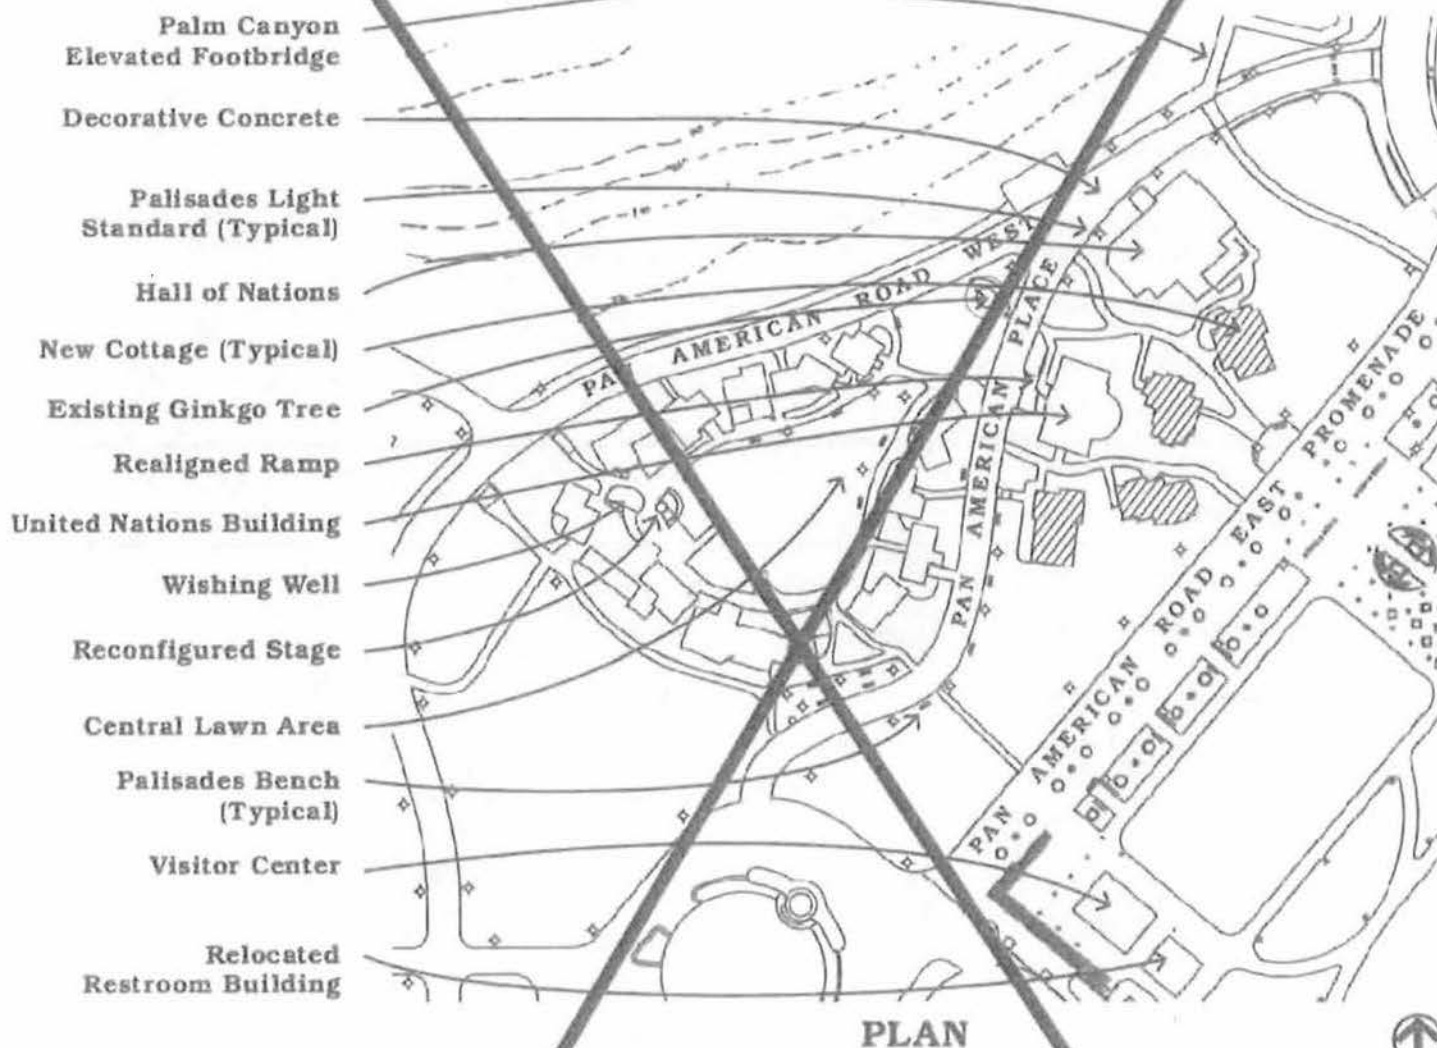 Palm Canyon
Elevated Footbridge
Decorative Concrete
Palisades Light
Standard (Typical)
Hall of Nations
New Cottage (Typical)
Existing Ginkgo Tree
Realigned Ramp
United Nations Building
Wishing Well
Reconfigured Stage
Central Lawn Area
Palisades Bench
(Typical)
Visitor Center
Relocated
Restroom Building
PAN AMERICAN ROAD WEST
PAN AMERICAN PLACE
PAN AMERICAN ROAD EAST PROMENADE
PLAN